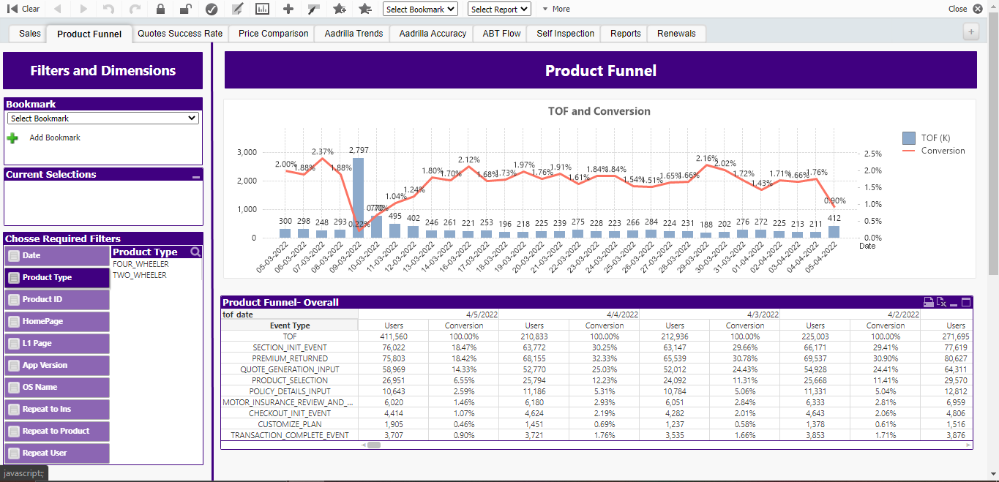 Clear Select Bookmark Select Report More Close
Sales Product Funnel Quotes Success Rate Price Comparison Aadrilla Trends Aadrilla Accuracy ABT Flow Self Inspection Reports Renewals
Filters and Dimensions
Bookmark
Select Bookmark
Add Bookmark
Current Selections
Chosse Required Filters
Date
Product Type
Product ID
HomePage
L1 Page
App Version
OS Name
Repeat to Ins
Repeat to Product
Repeat User
Product Type
FOUR_WHEELER
TWO_WHEELER
javascript:;
Product Funnel
TOF and Conversion
TOF (K)
Conversion
3,000
2,000
1,000
0
2.5%
2.0%
1.5%
1.0%
0.5%
0.0%
2.00% 1.88% 2.37% 1.88% 0.22% 0.70% 1.04% 1.24% 1.80% 1.70% 2.12% 1.68% 1.73% 1.97% 1.76% 1.91% 1.61% 1.84% 1.84% 1.54% 1.51% 1.65% 1.66% 2.16% 2.02% 1.72% 1.43% 1.71% 1.66% 1.76% 0.90%
300 298 248 293 2,797 495 402 246 261 221 253 196 218 225 239 275 228 223 266 284 224 231 188 202 276 272 225 213 211 412
05-03-2022 06-03-2022 07-03-2022 08-03-2022 09-03-2022 10-03-2022 11-03-2022 12-03-2022 13-03-2022 14-03-2022 16-03-2022 17-03-2022 18-03-2022 19-03-2022 20-03-2022 21-03-2022 22-03-2022 23-03-2022 24-03-2022 25-03-2022 26-03-2022 27-03-2022 28-03-2022 29-03-2022 30-03-2022 31-03-2022 01-04-2022 02-04-2022 03-04-2022 04-04-2022 05-04-2022
Date
Product Funnel- Overall
tof_date 4/5/2022 4/4/2022 4/3/2022 4/2/2022
Event Type Users Conversion Users Conversion Users Conversion Users Conversion Users
TOF 411,560 100.00% 210,833 100.00% 212,936 100.00% 225,003 100.00% 271,695
SECTION_INIT_EVENT 76,022 18.47% 63,772 30.25% 63,147 29.66% 66,171 29.41% 77,619
PREMIUM_RETURNED 75,803 18.42% 68,155 32.33% 65,539 30.78% 69,537 30.90% 80,627
QUOTE_GENERATION_INPUT 58,969 14.33% 52,770 25.03% 52,012 24.43% 54,928 24.41% 64,311
PRODUCT_SELECTION 26,951 6.55% 25,794 12.23% 24,092 11.31% 25,668 11.41% 29,570
POLICY_DETAILS_INPUT 10,643 2.59% 11,186 5.31% 10,784 5.06% 11,331 5.04% 12,812
MOTOR_INSURANCE_REVIEW_AND_... 6,020 1.46% 6,180 2.93% 6,051 2.84% 6,333 2.81% 6,959
CHECKOUT_INIT_EVENT 4,414 1.07% 4,624 2.19% 4,282 2.01% 4,643 2.06% 4,806
CUSTOMIZE_PLAN 1,905 0.46% 1,451 0.69% 1,237 0.58% 1,378 0.61% 1,516
TRANSACTION_COMPLETE_EVENT 3,707 0.90% 3,721 1.76% 3,535 1.66% 3,853 1.71% 3,876